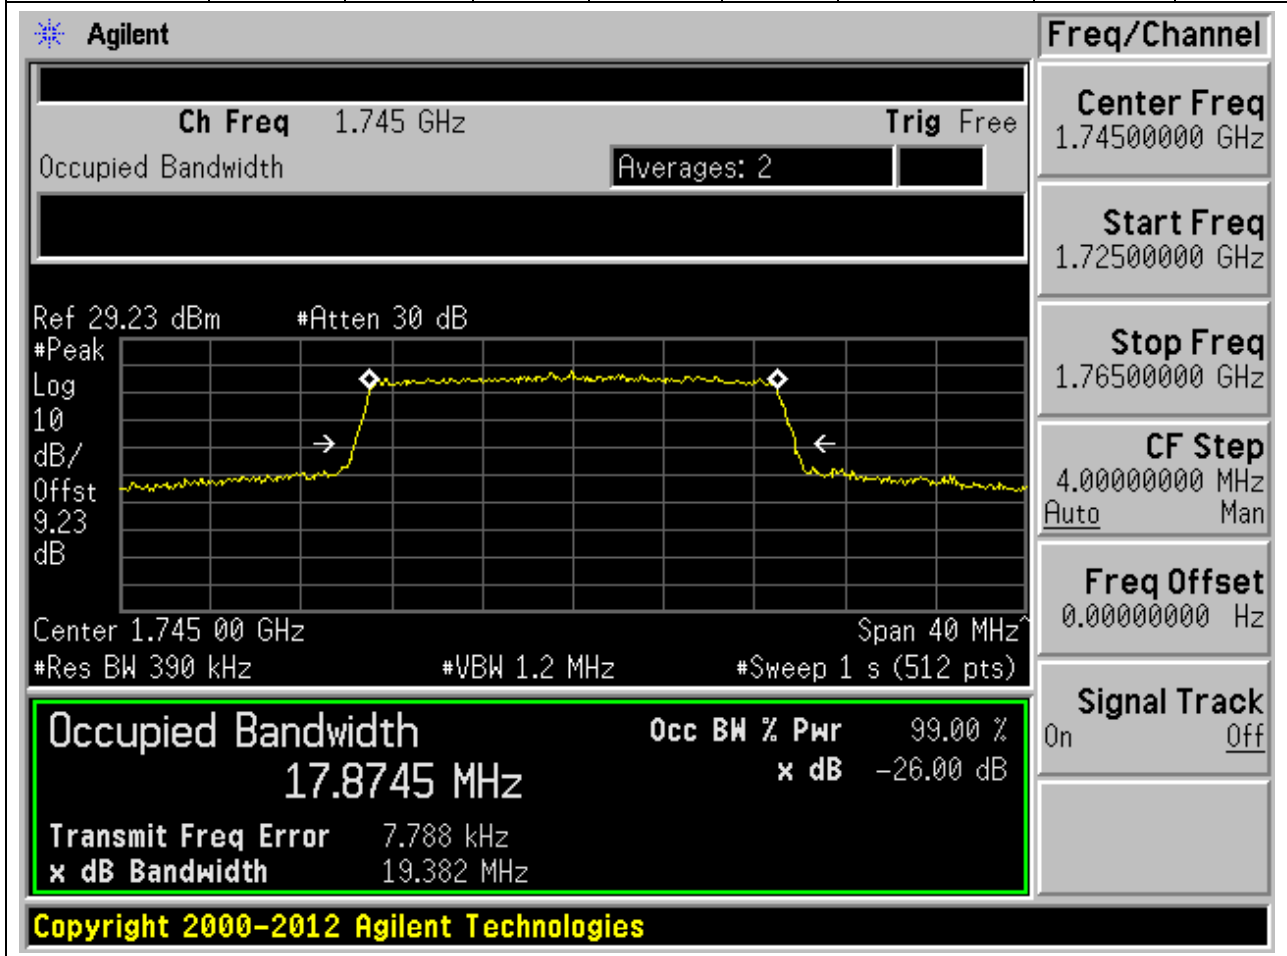 Agilent
Freq/Channel
Ch Freq 1.745 GHz Trig Free
Occupied Bandwidth Averages: 2
Center Freq
1.74500000 GHz
Start Freq
1.72500000 GHz
Stop Freq
1.76500000 GHz
CF Step
4.00000000 MHz
Auto Man
Freq Offset
0.00000000 Hz
Signal Track
On Off
Ref 29.23 dBm #Atten 30 dB
#Peak
Log
10
dB/
Offst
9.23
dB
Center 1.745 00 GHz Span 40 MHz^
#Res BW 390 kHz #VBW 1.2 MHz #Sweep 1 s (512 pts)
Occupied Bandwidth Occ BW % Pwr 99.00 %
17.8745 MHz x dB -26.00 dB
Transmit Freq Error 7.788 kHz
x dB Bandwidth 19.382 MHz
Copyright 2000-2012 Agilent Technologies